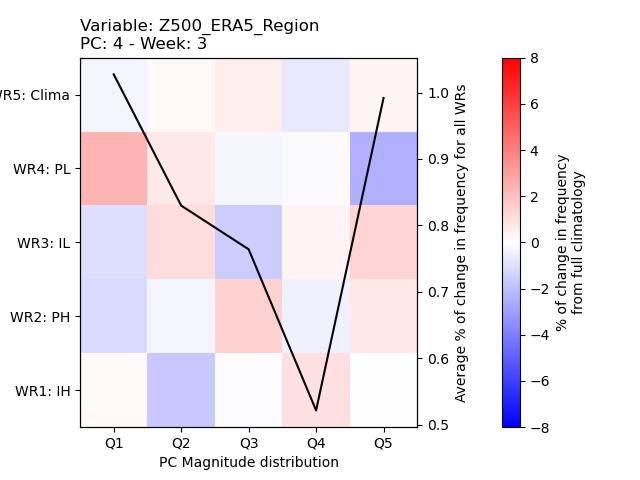 Variable: Z500_ERA5_Region
PC: 4 - Week: 3
WR5: Clima
WR4: PL
WR3: IL
WR2: PH
WR1: IH
Q1 Q2 Q3 Q4 Q5
PC Magnitude distribution
1.0
0.9
0.8
0.7
0.6
0.5
Average % of change in frequency for all WRs
8
6
4
2
0
−2
−4
−6
−8
% of change in frequency
from full climatology